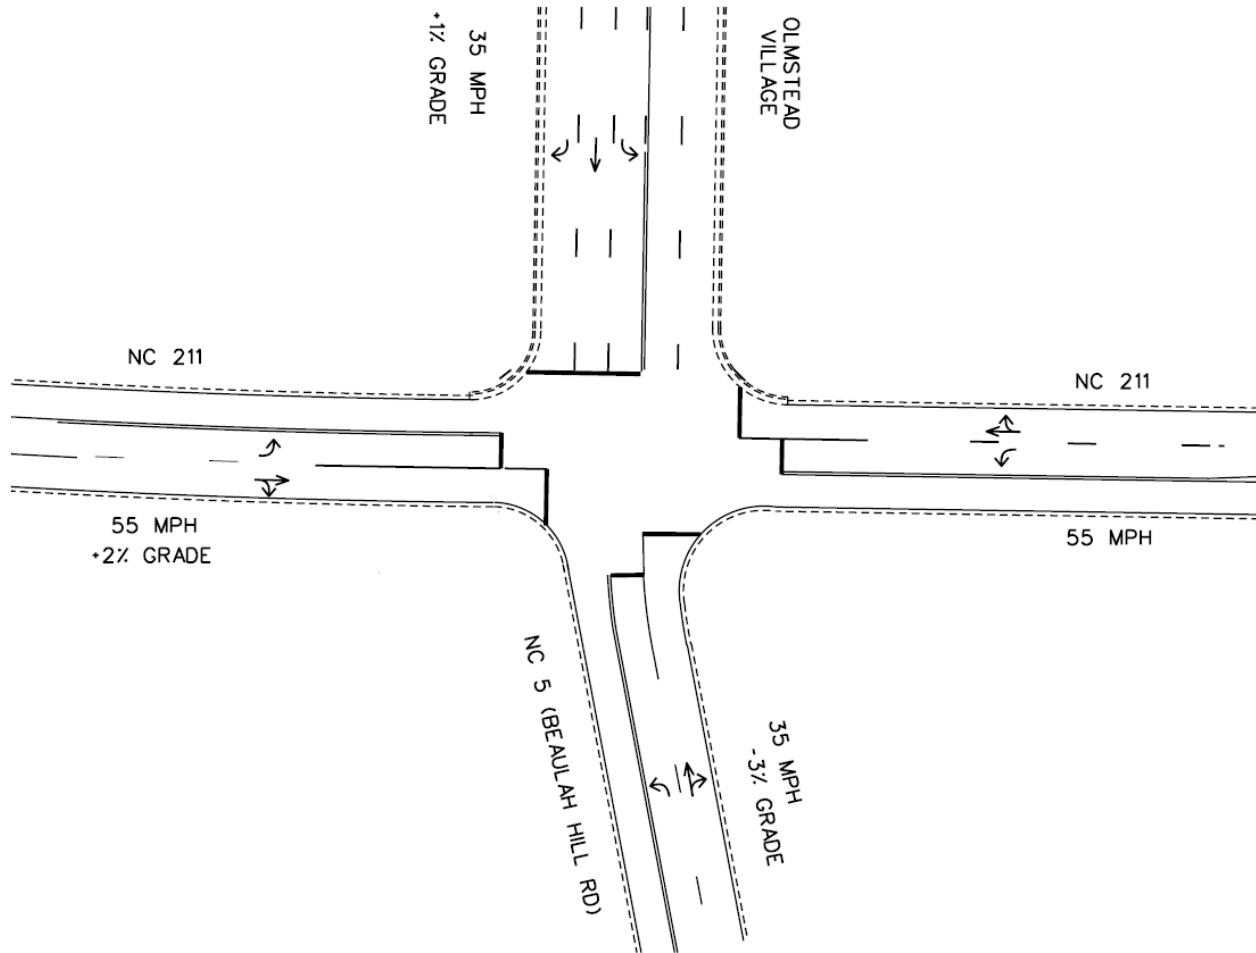 35 MPH
+1% GRADE
OLMSTEAD
VILLAGE
NC 211
NC 211
55 MPH
+2% GRADE
55 MPH
NC 5 (BEAULAH HILL RD)
35 MPH
-3% GRADE